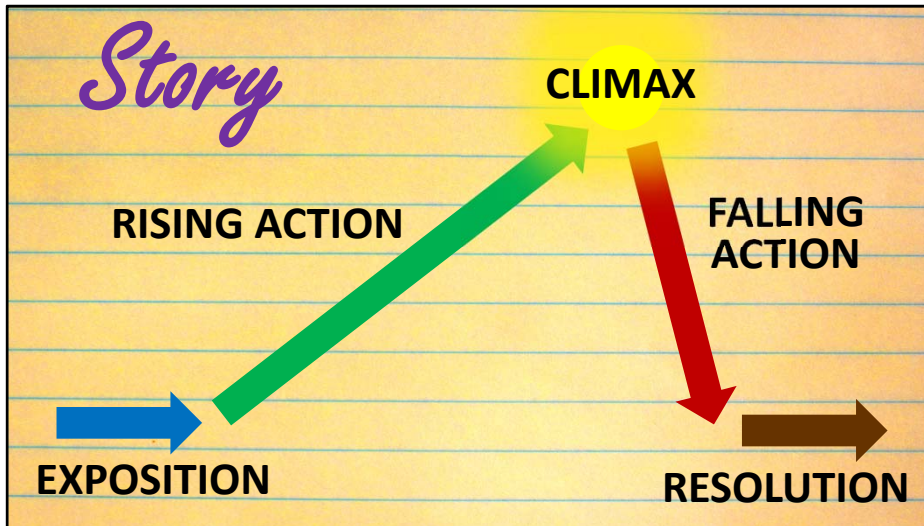 Story
CLIMAX
RISING ACTION
FALLING
ACTION
EXPOSITION
RESOLUTION